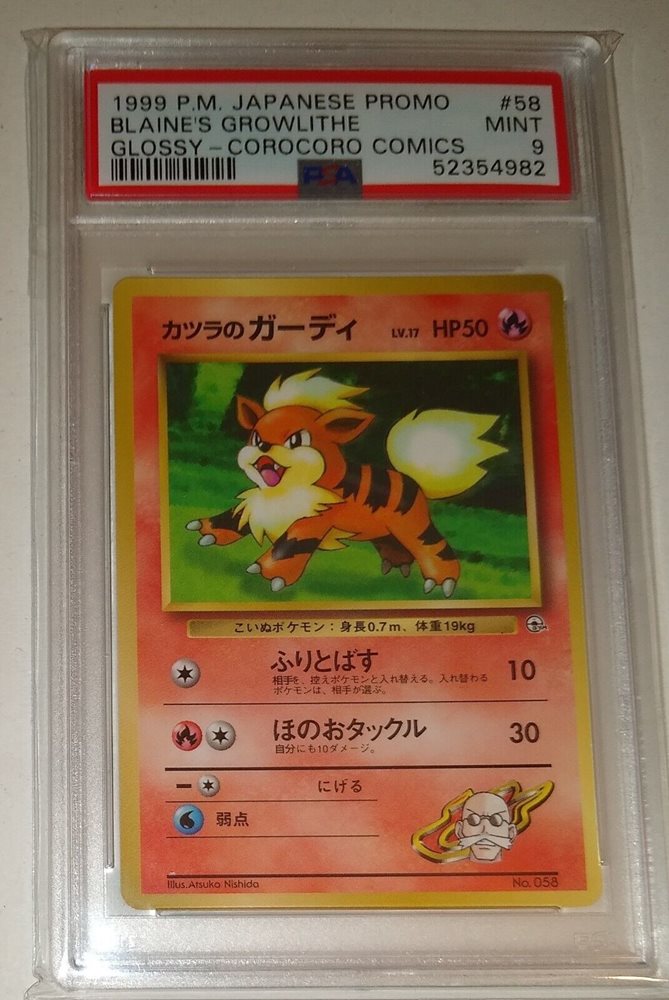 1999 P.M. JAPANESE PROMO #58
BLAINE'S GROWLITHE MINT
GLOSSY - COROCORO COMICS 9
PSA 52354982
カツラのガーディ LV.17 HP50
こいぬポケモン：身長0.7m、体重19kg
ふりとばす 10
相手を、控えポケモンと入れ替える。入れ替わる
ポケモンは、相手が選ぶ。
ほのおタックル 30
自分にも10ダメージ。
にげる
弱点
Illus.Atsuko Nishida No. 058